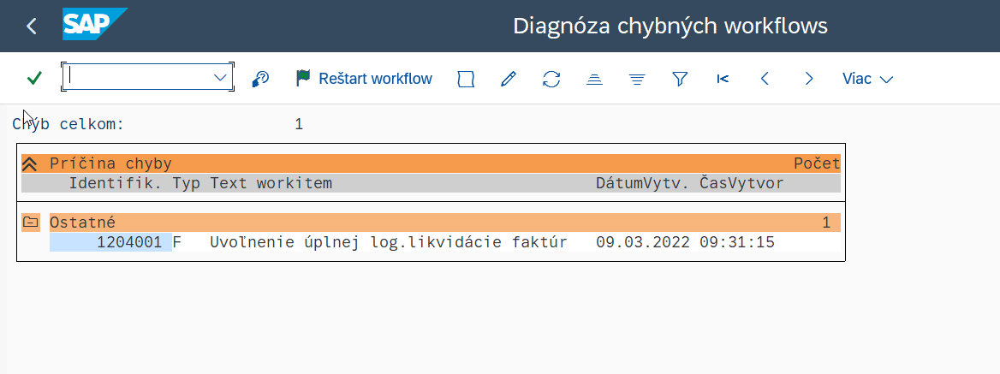 SAP Diagnóza chybných workflows
Reštart workflow Viac
Chýb celkom: 1
Príčina chyby Počet
Identifik. Typ Text workitem DátumVytv. ČasVytvor
Ostatné 1
1204001 F Uvoľnenie úplnej log.likvidácie faktúr 09.03.2022 09:31:15